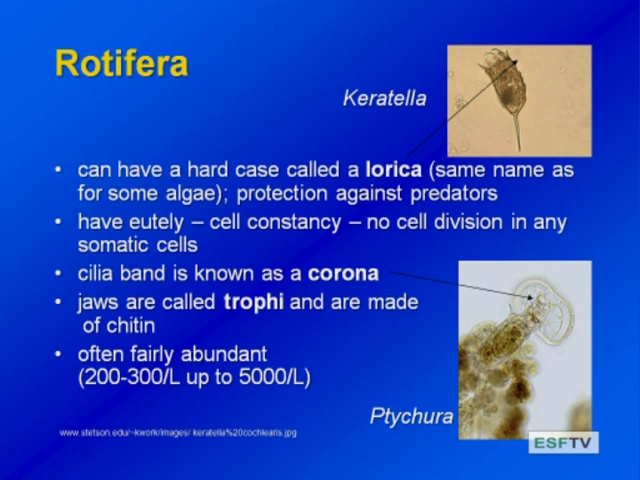 Rotifera
Keratella
• can have a hard case called a lorica (same name as
for some algae); protection against predators
• have eutely – cell constancy – no cell division in any
somatic cells
• cilia band is known as a corona
• jaws are called trophi and are made
of chitin
• often fairly abundant
(200-300/L up to 5000/L)
Ptychura
www.stetson.edu/~kwork/images/ keratella%20cochlearis.jpg
ESFTV